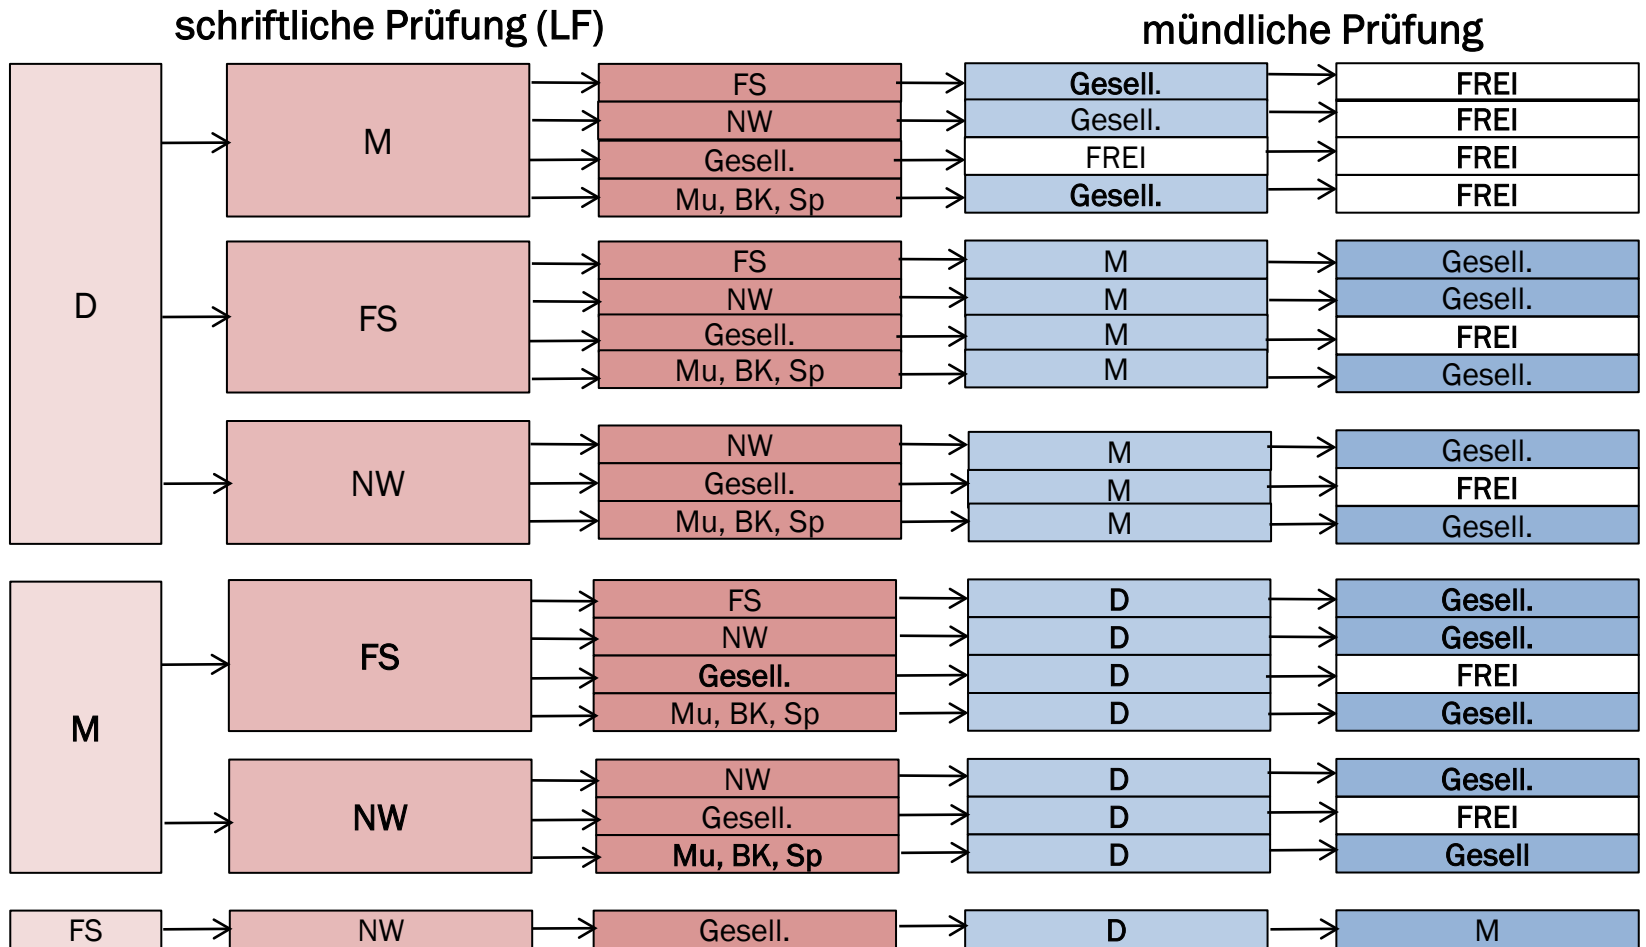 schriftliche Prüfung (LF) mündliche Prüfung
D
M
FS Gesell. FREI
NW Gesell. FREI
Gesell. FREI FREI
Mu, BK, Sp Gesell. FREI
FS
FS M Gesell.
NW M Gesell.
Gesell. M FREI
Mu, BK, Sp M Gesell.
NW
NW M Gesell.
Gesell. M FREI
Mu, BK, Sp M Gesell.
M
FS
FS D Gesell.
NW D Gesell.
Gesell. D FREI
Mu, BK, Sp D Gesell.
NW
NW D Gesell.
Gesell. D FREI
Mu, BK, Sp D Gesell
FS NW Gesell. D M